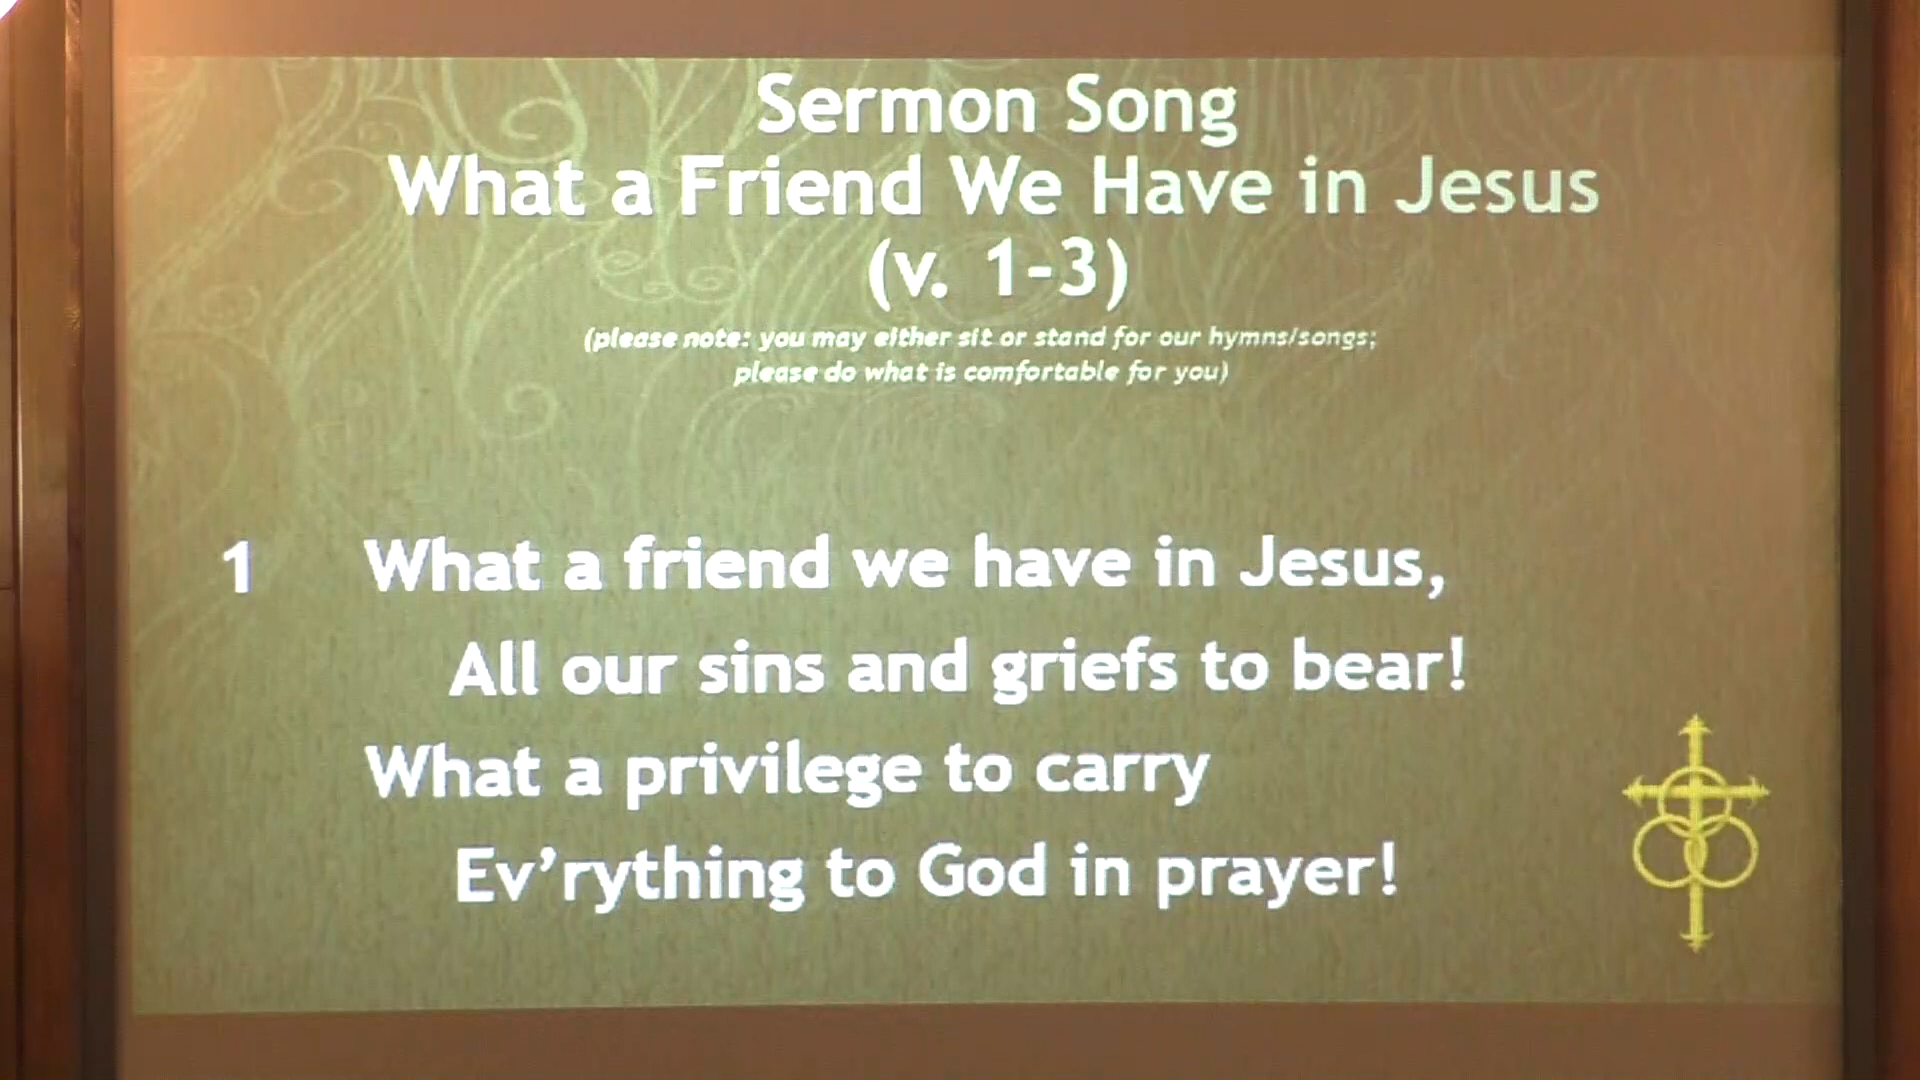 Sermon Song
What a Friend We Have in Jesus
(v. 1-3)
(please note: you may either sit or stand for our hymns/songs;
please do what is comfortable for you)
1 What a friend we have in Jesus,
All our sins and griefs to bear!
What a privilege to carry
Ev’rything to God in prayer!